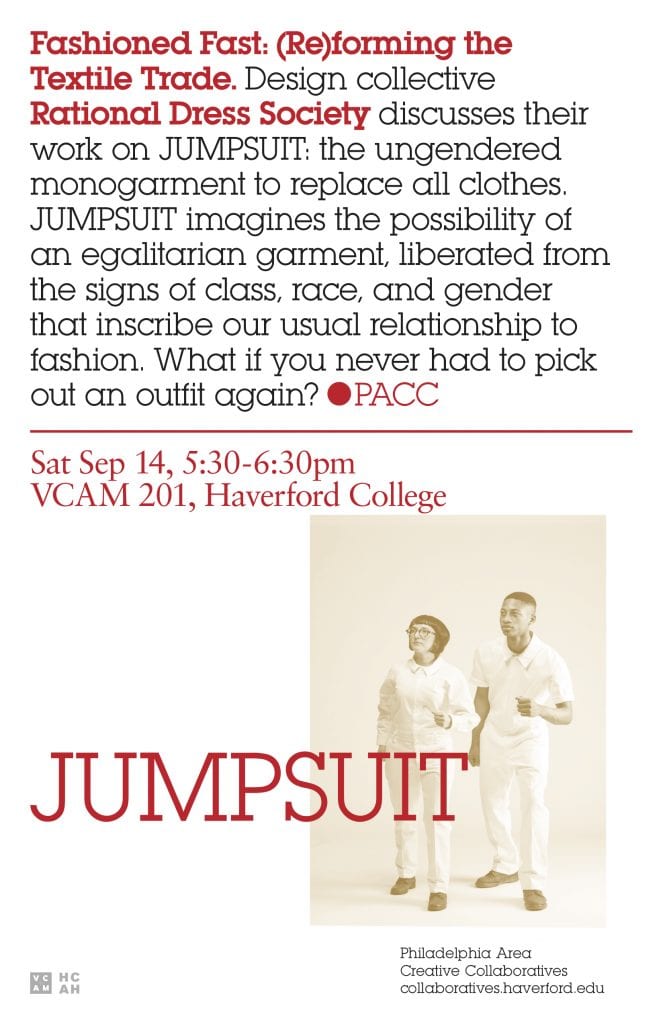 Fashioned Fast: (Re)forming the
Textile Trade. Design collective
Rational Dress Society discusses their
work on JUMPSUIT: the ungendered
monogarment to replace all clothes.
JUMPSUIT imagines the possibility of
an egalitarian garment, liberated from
the signs of class, race, and gender
that inscribe our usual relationship to
fashion. What if you never had to pick
out an outfit again? ●PACC
Sat Sep 14, 5:30-6:30pm
VCAM 201, Haverford College
JUMPSUIT
Philadelphia Area
Creative Collaboratives
collaboratives.haverford.edu
VC HC
AM AH